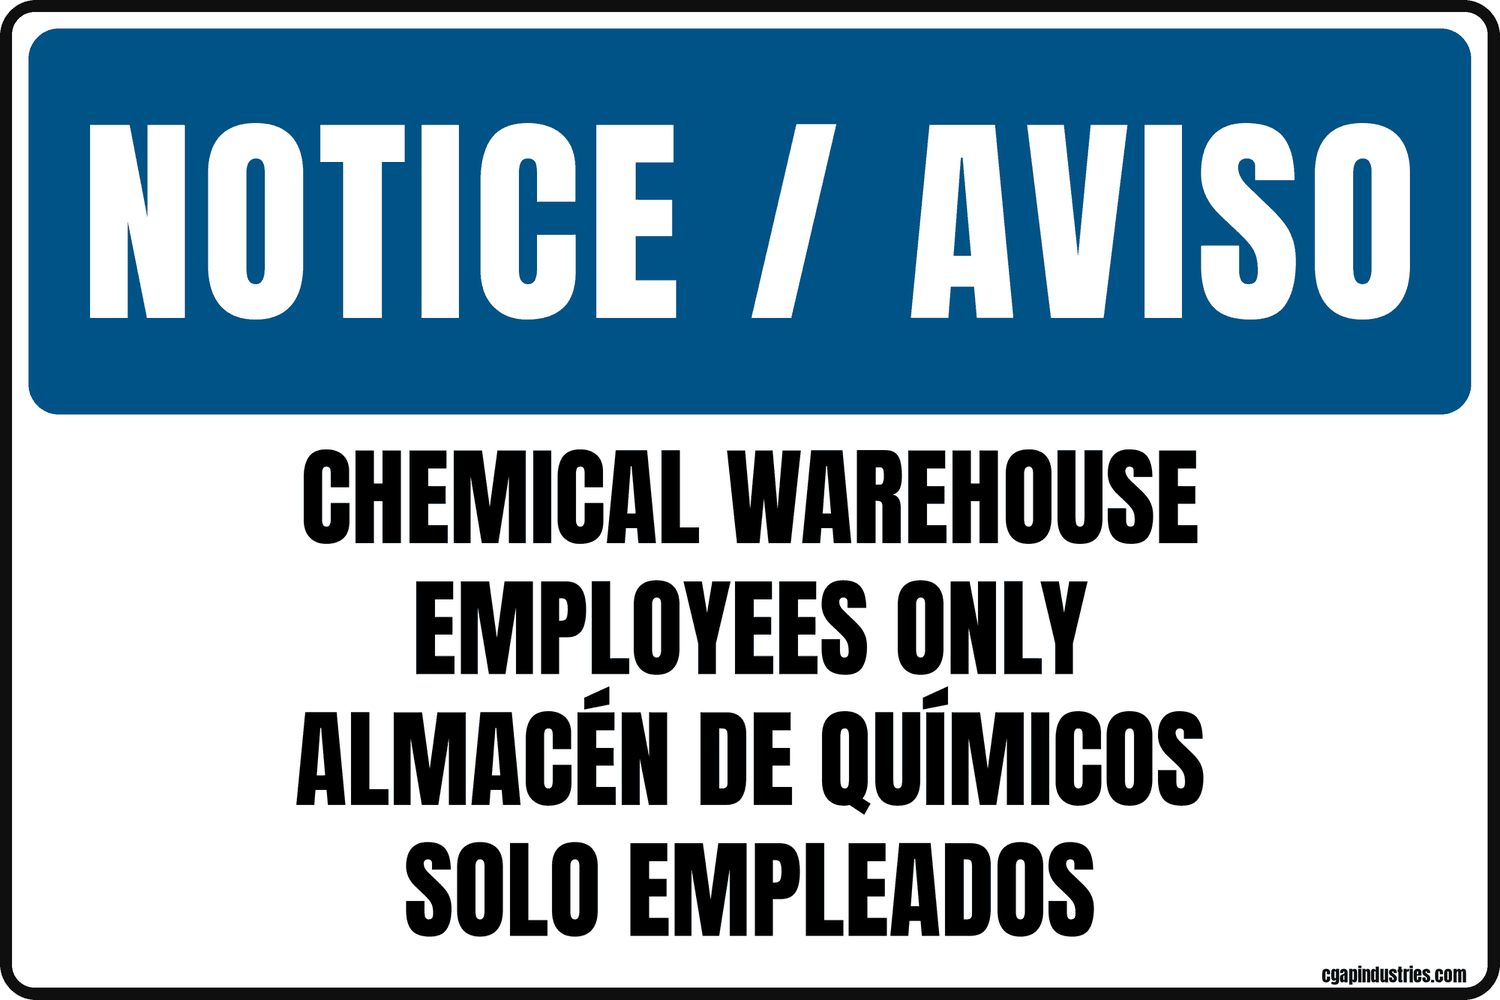 NOTICE / AVISO
CHEMICAL WAREHOUSE
EMPLOYEES ONLY
ALMACÉN DE QUÍMICOS
SOLO EMPLEADOS
cgapindustries.com